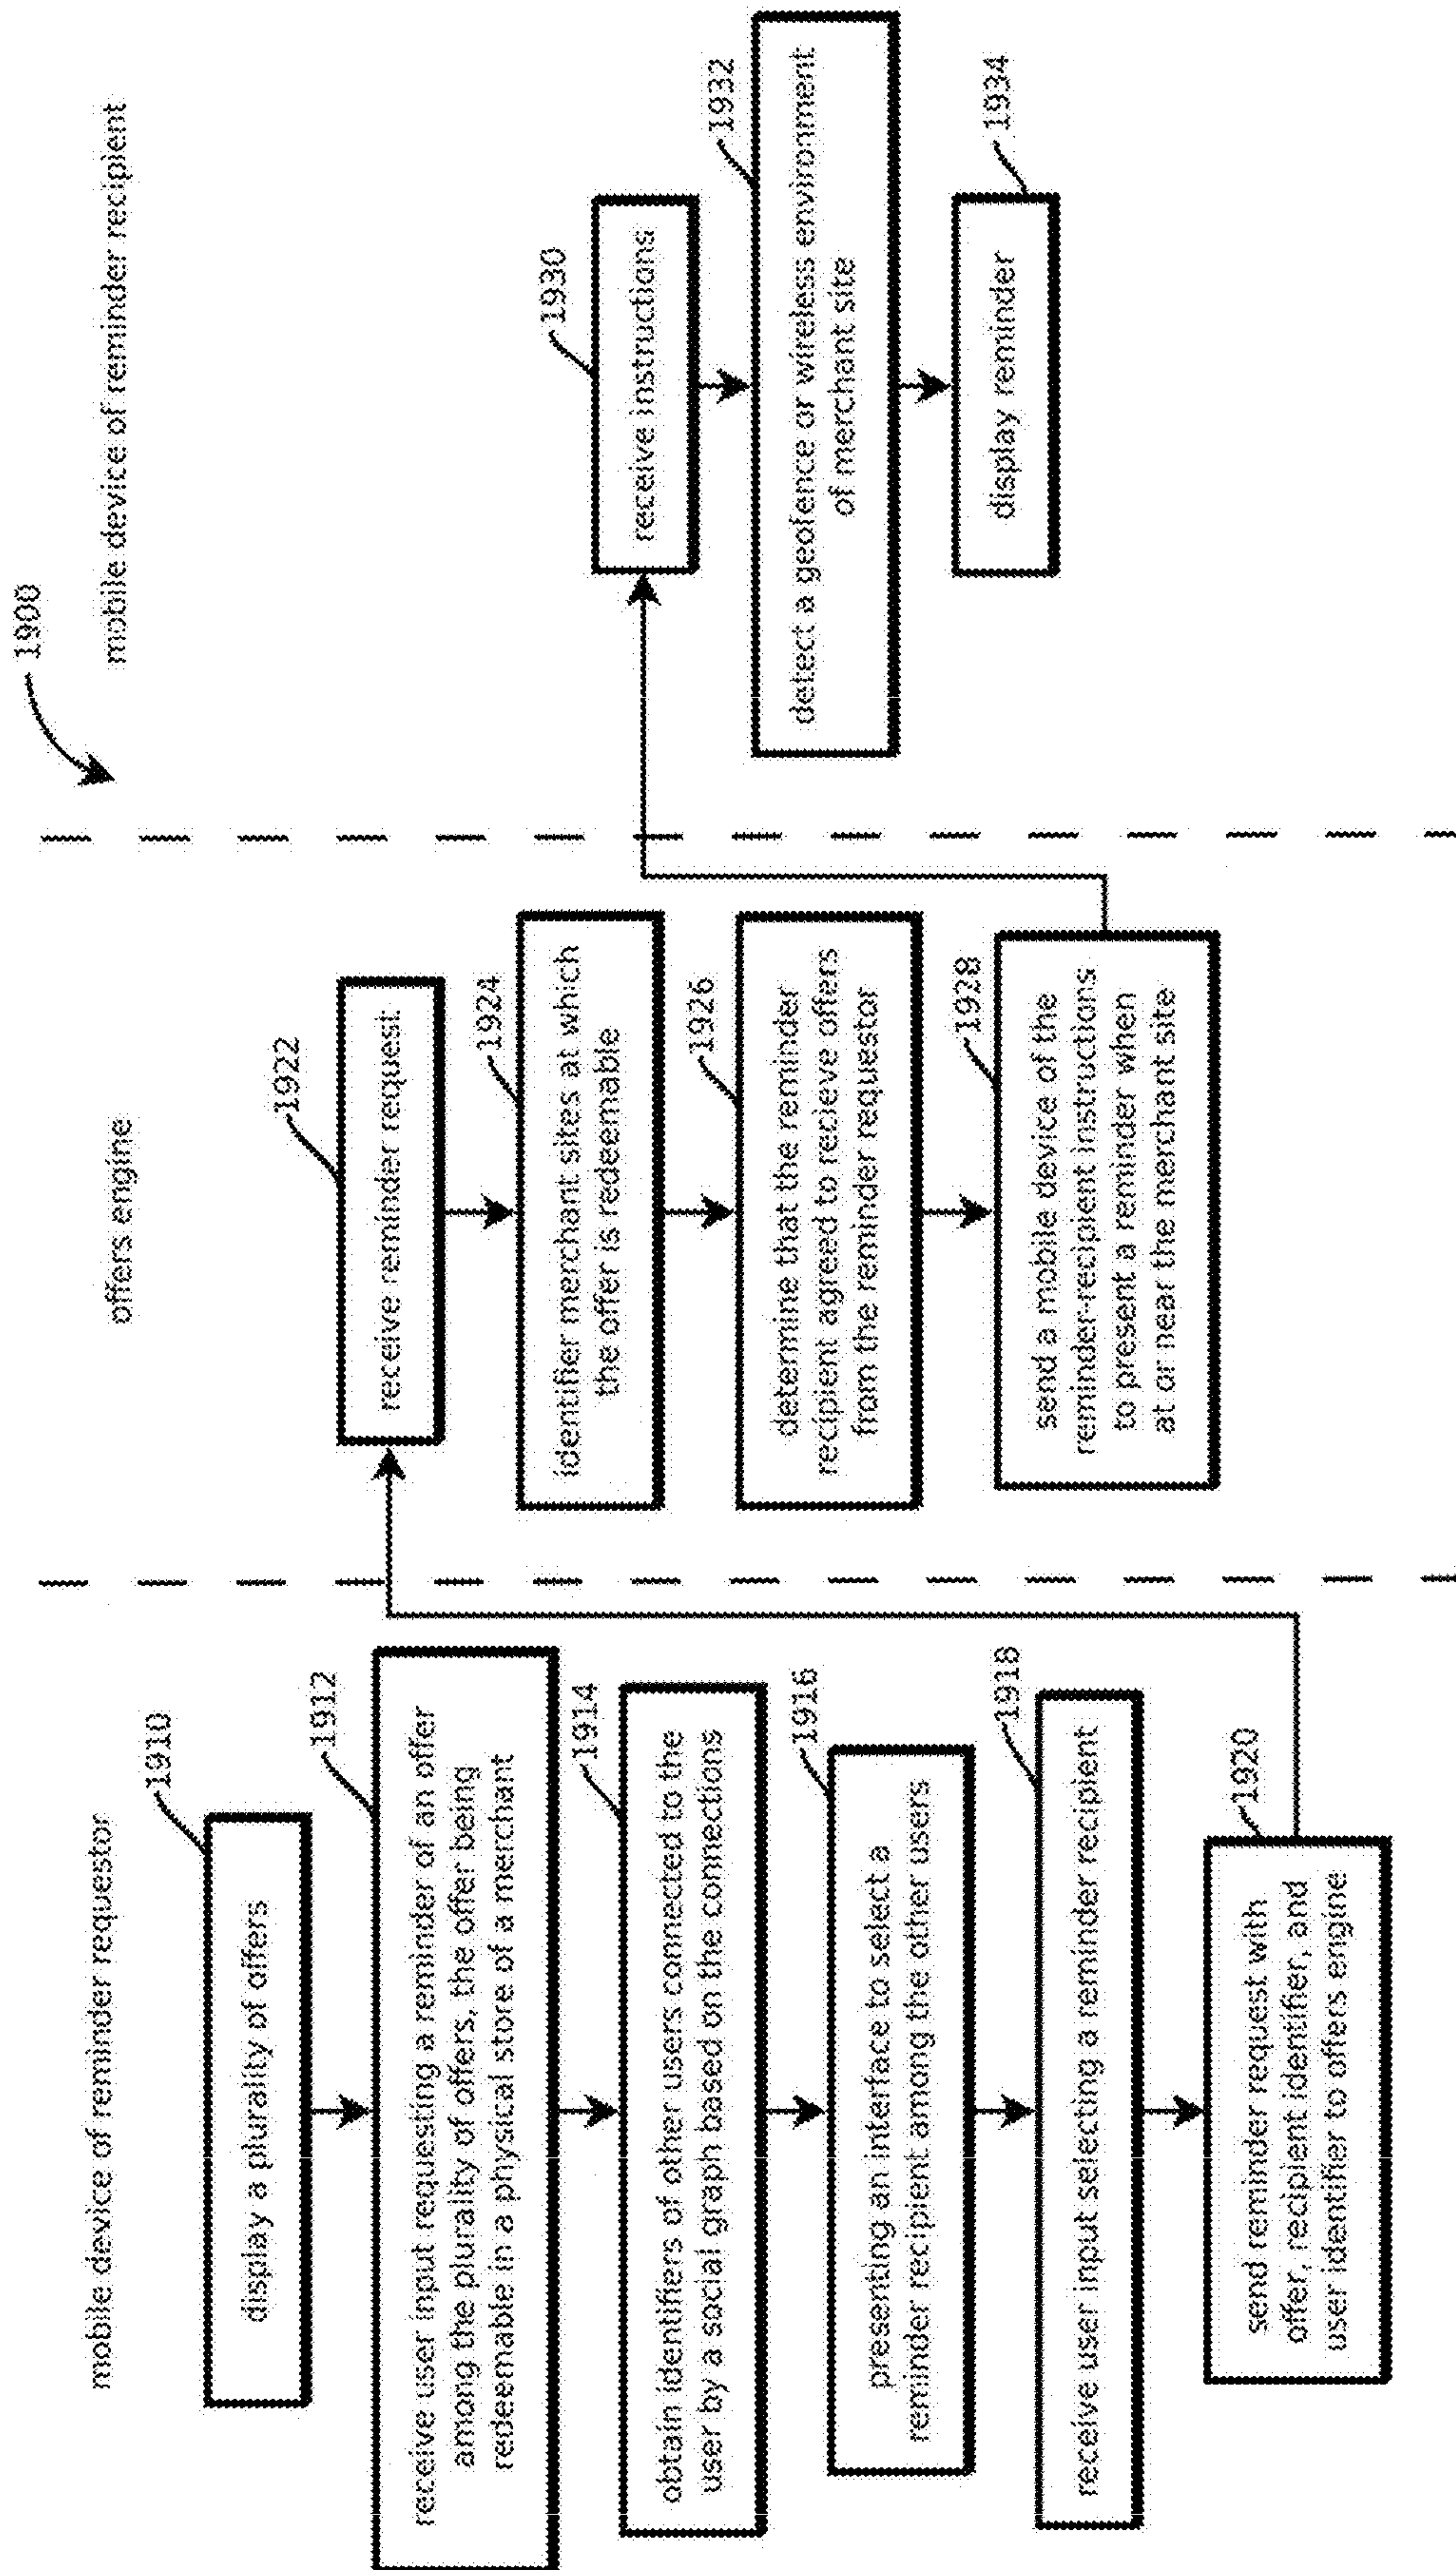 1900
mobile device of reminder requestor
1910
display a plurality of offers
1912
receive user input requesting a reminder of an offer
among the plurality of offers, the offer being
redeemable in a physical store of a merchant
1914
obtain identifiers of other users connected to the
user by a social graph based on the connections
1916
presenting an interface to select a
reminder recipient among the other users
1918
receive user input selecting a reminder recipient
1920
send reminder request with
offer, recipient identifier, and
user identifier to offers engine
offers engine
1922
receive reminder request
1924
identifier merchant sites at which
the offer is redeemable
1926
determine that the reminder
recipient agreed to recieve offers
from the reminder requestor
1928
send a mobile device of the
reminder-recipient instructions
to present a reminder when
at or near the merchant site
mobile device of reminder recipient
1930
receive instructions
1932
detect a geofence or wireless environment
of merchant site
1934
display reminder